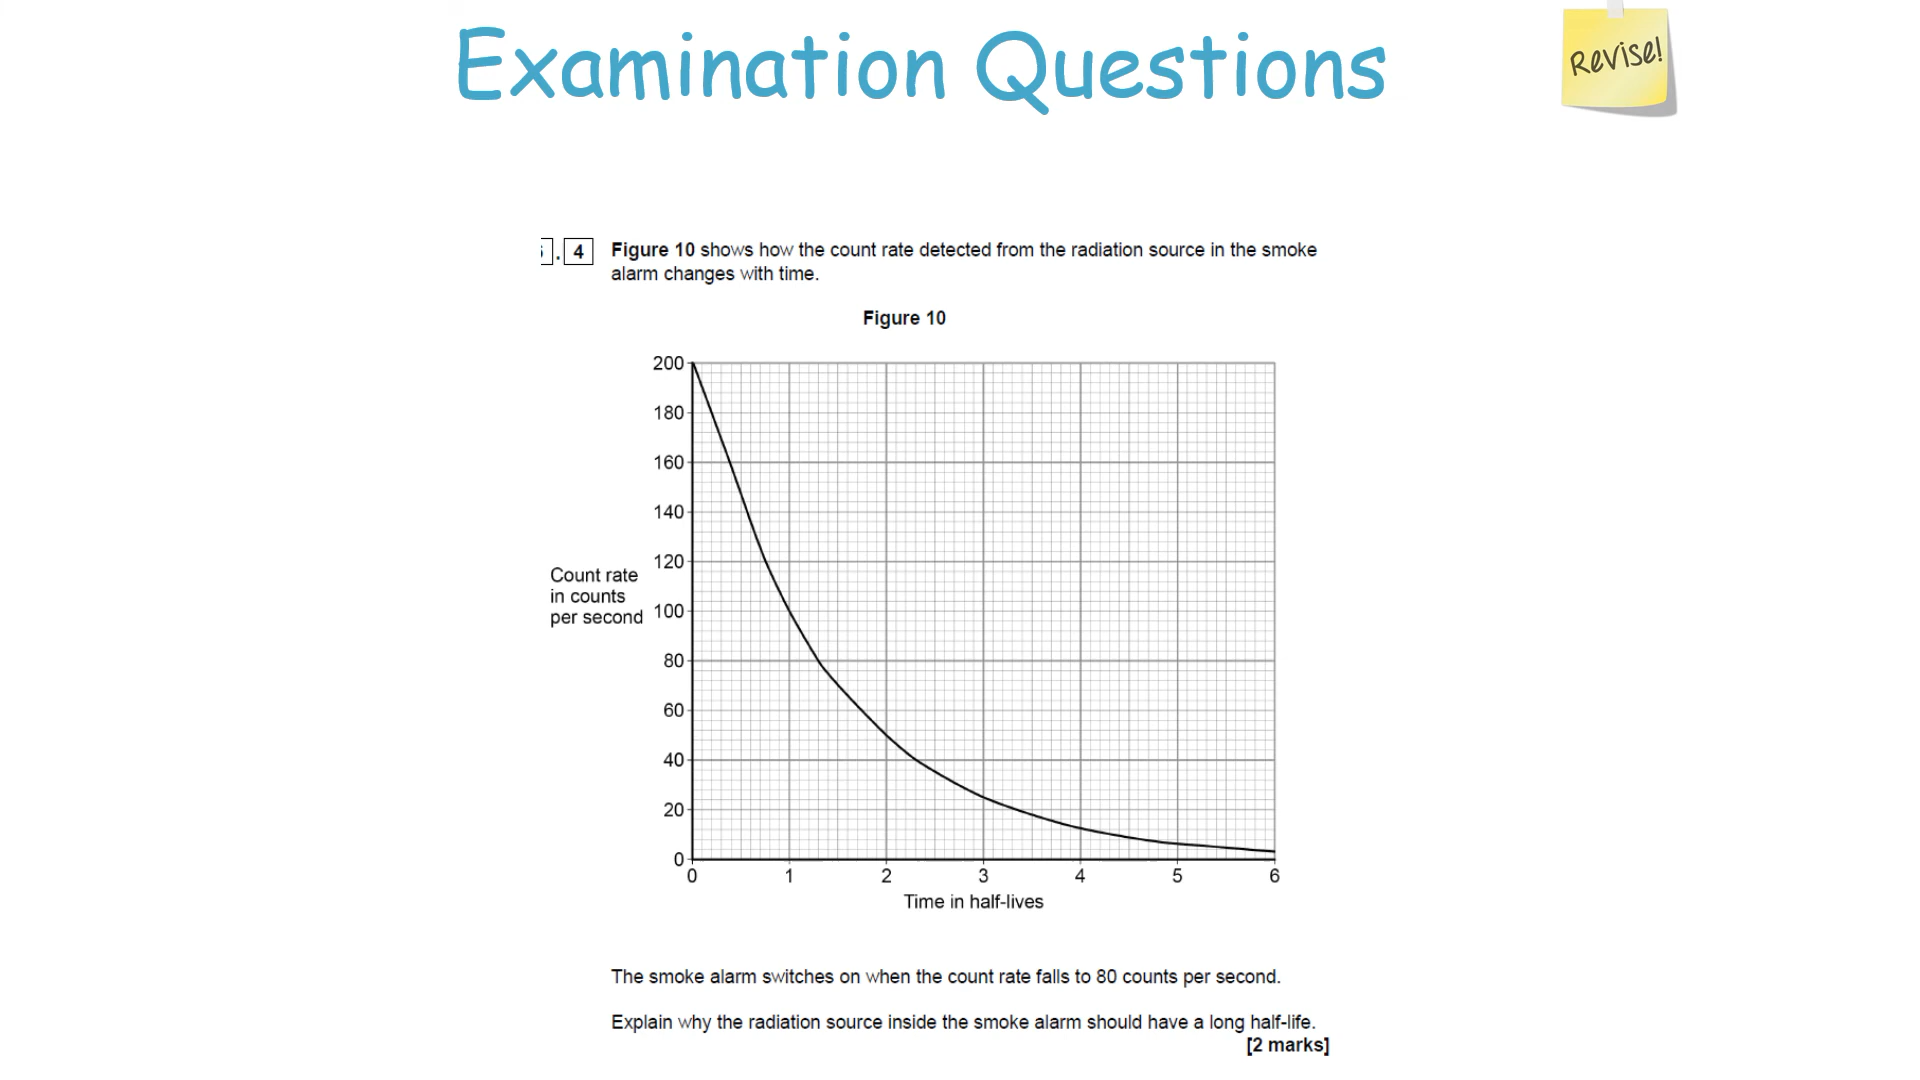 Examination Questions
Revise!
. 4 Figure 10 shows how the count rate detected from the radiation source in the smoke
alarm changes with time.
Figure 10
200
180
160
140
120
Count rate
in counts
per second
100
80
60
40
20
0
0 1 2 3 4 5 6
Time in half-lives
The smoke alarm switches on when the count rate falls to 80 counts per second.
Explain why the radiation source inside the smoke alarm should have a long half-life.
[2 marks]